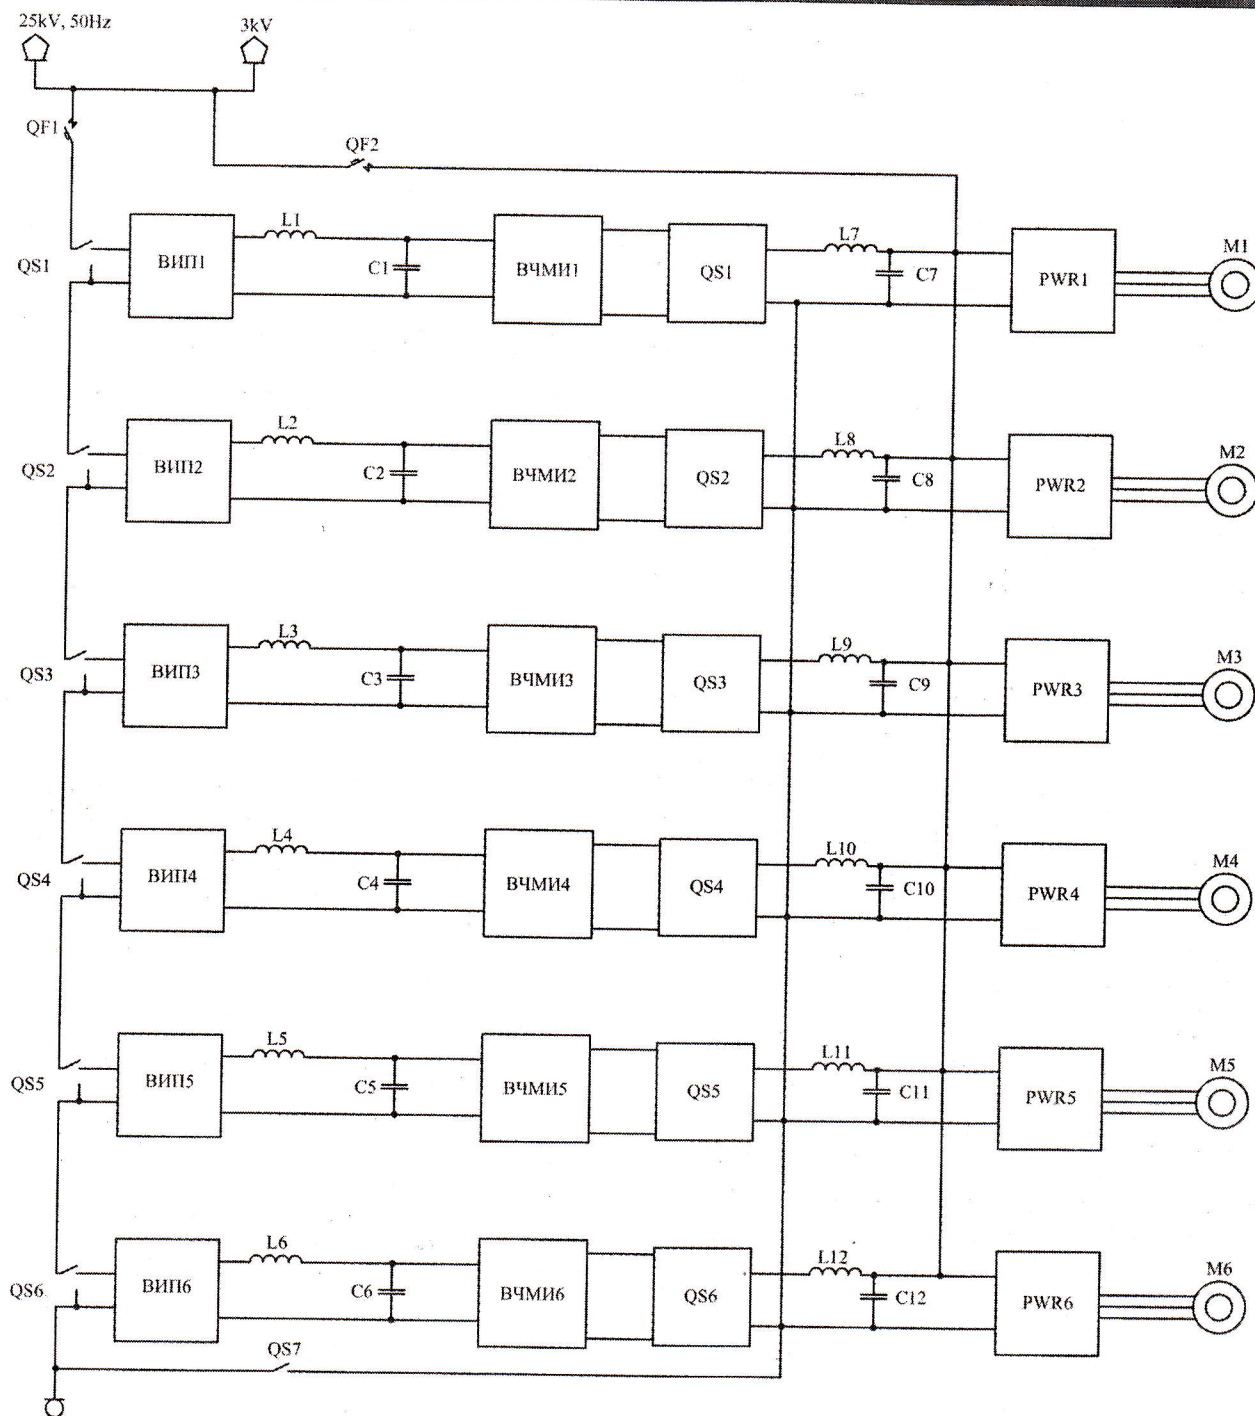 25kV, 50Hz
3kV
QF1
QF2
L1
L7
M1
QS1
ВИП1
C1
ВЧМИ1
QS1
C7
PWR1
L2
L8
M2
QS2
ВИП2
C2
ВЧМИ2
QS2
C8
PWR2
L3
L9
M3
QS3
ВИП3
C3
ВЧМИ3
QS3
C9
PWR3
L4
L10
M4
QS4
ВИП4
C4
ВЧМИ4
QS4
C10
PWR4
L5
L11
M5
QS5
ВИП5
C5
ВЧМИ5
QS5
C11
PWR5
L6
L12
M6
QS6
ВИП6
C6
ВЧМИ6
QS6
C12
PWR6
QS7